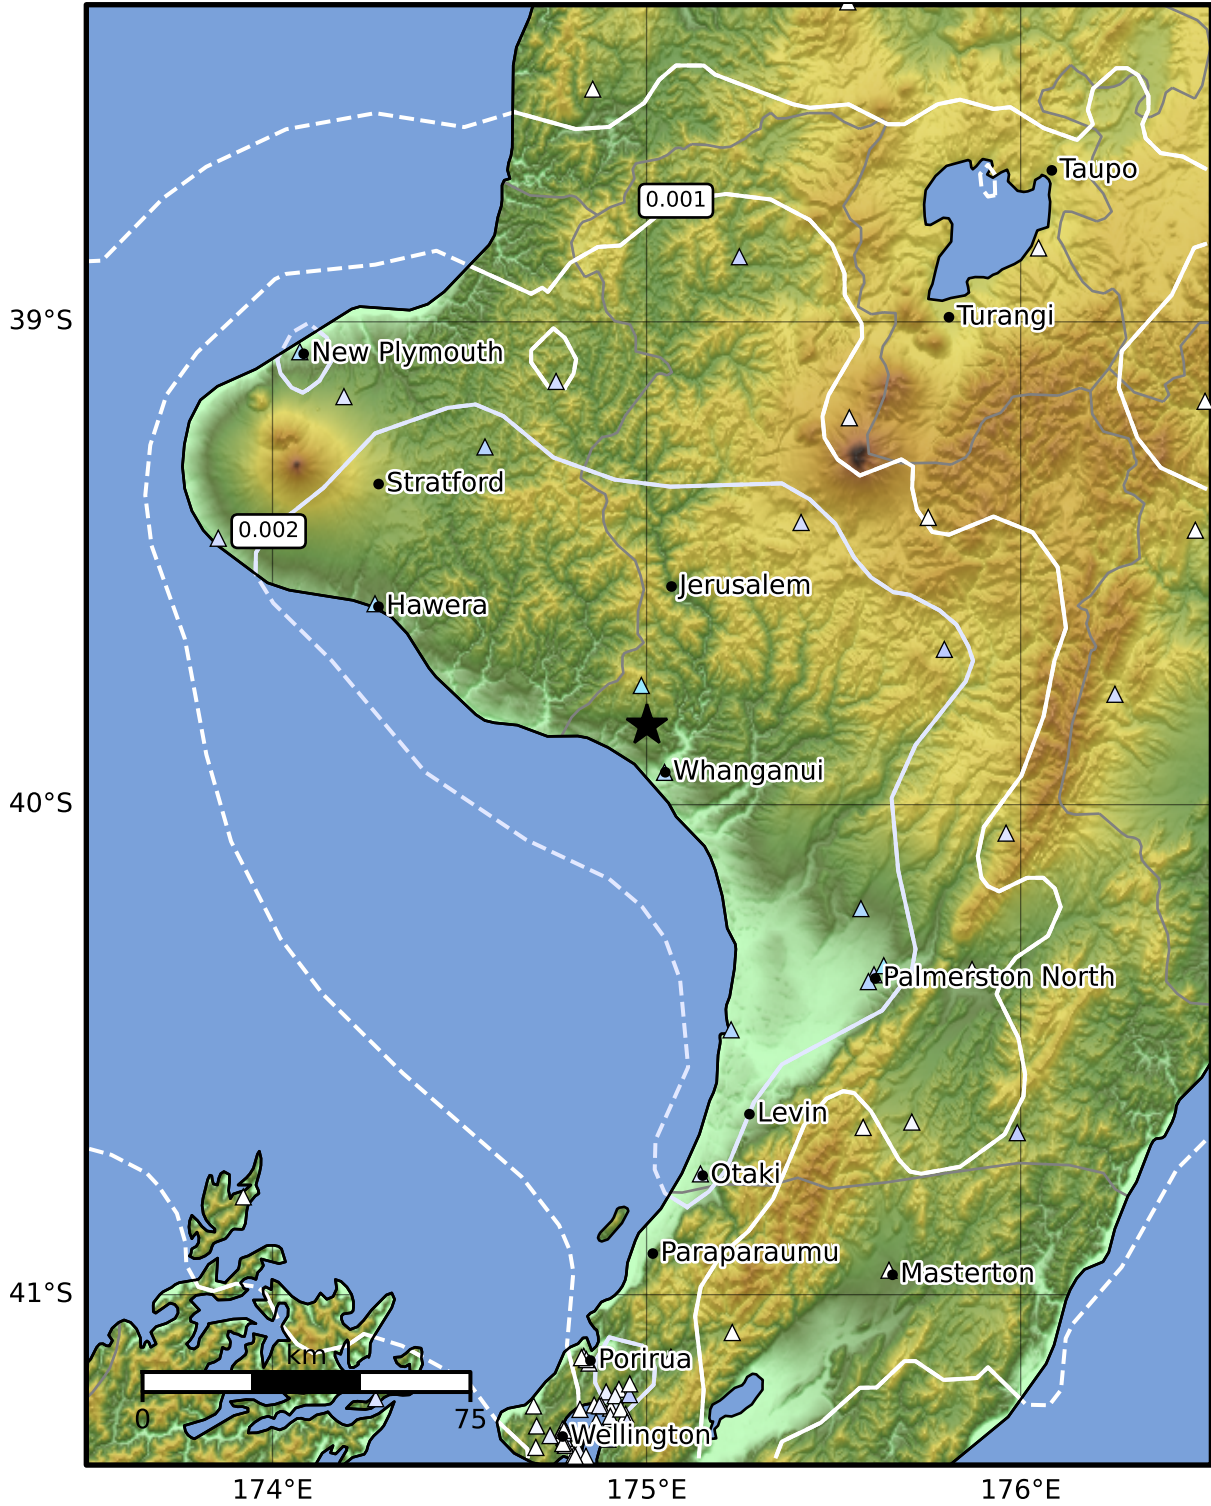 Taupo
0.001
Turangi
39°S
New Plymouth
Stratford
0.002
Jerusalem
Hawera
Whanganui
40°S
Palmerston North
Levin
Otaki
Paraparaumu
Masterton
41°S
km
Porirua
0
75
Wellington
174°E
175°E
176°E